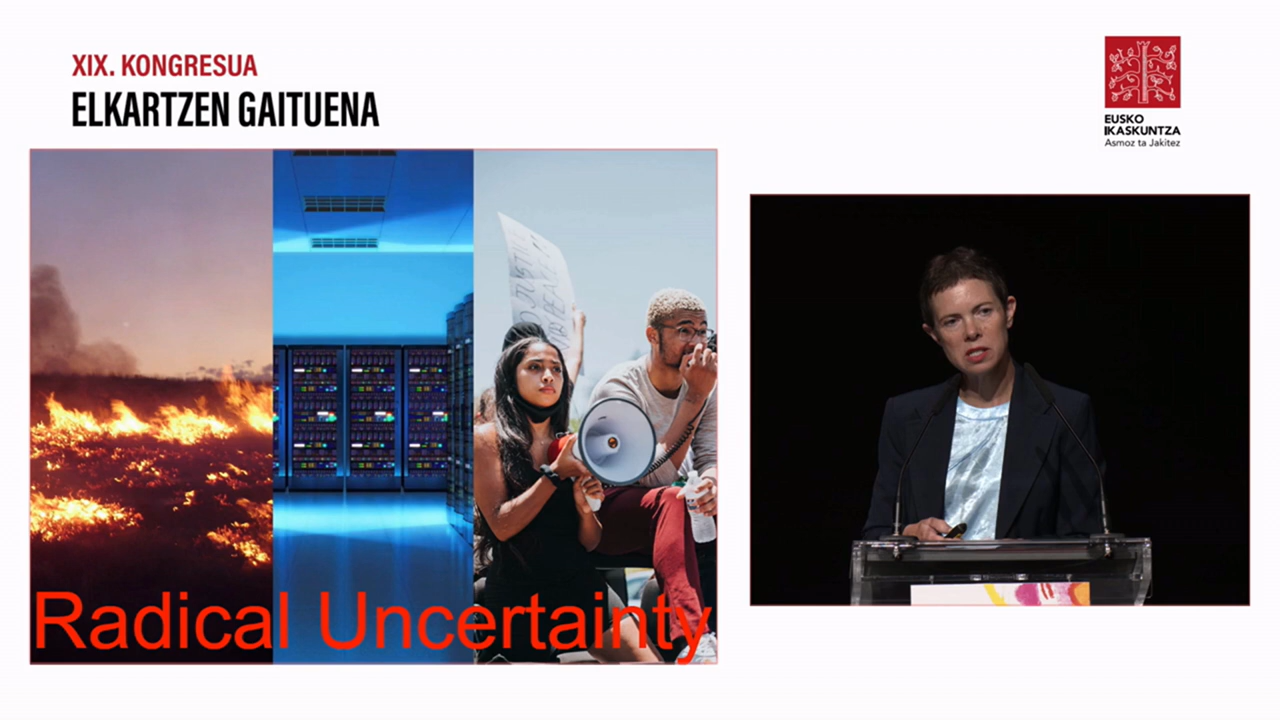 XIX. KONGRESUA
ELKARTZEN GAITUENA
EUSKO
IKASKUNTZA
Asmoz ta Jakitez
Radical Uncertainty